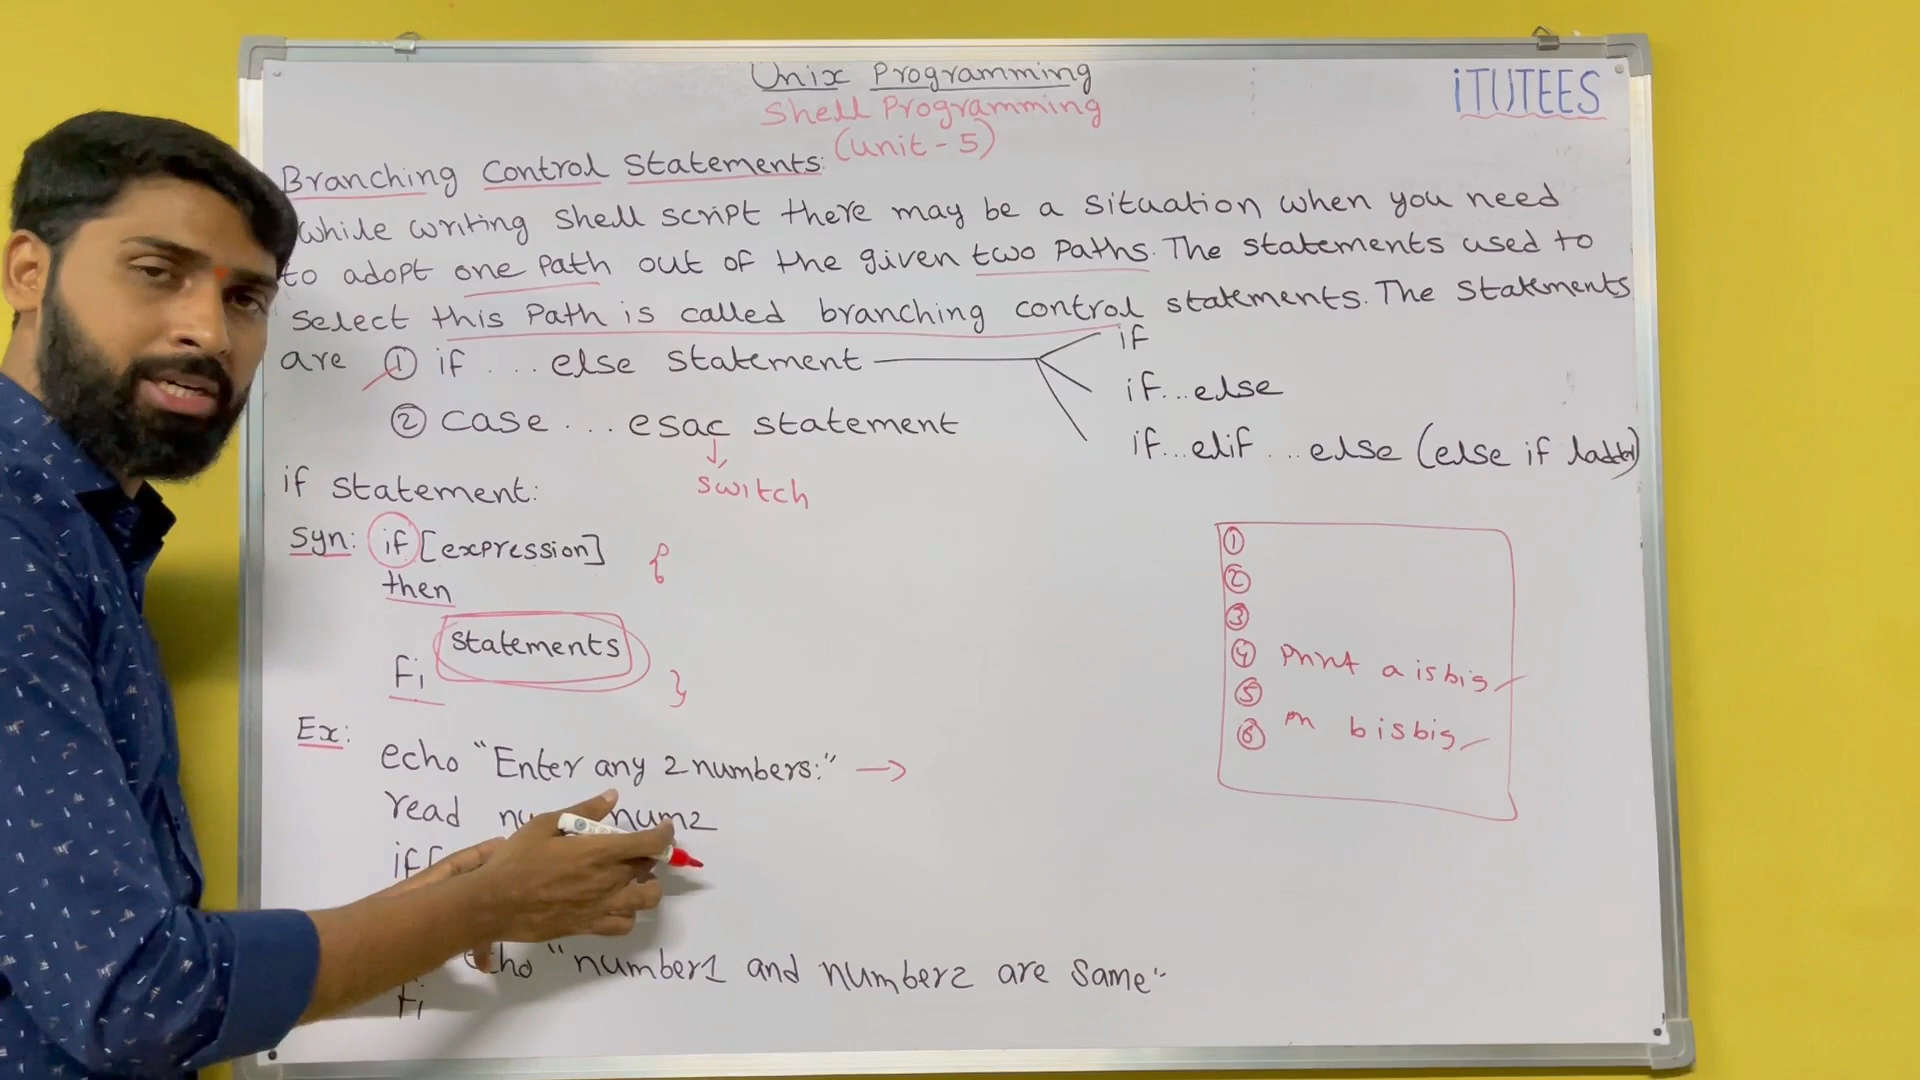 Unix Programming
iTUTEES
Shell Programming
(unit - 5)
Branching Control Statements:
While writing shell script there may be a situation when you need
to adopt one path out of the given two paths. The statements used to
select this path is called branching control statements. The statements
are ① if ... else statement
② case ... esac statement
switch
if
if...else
if...elif ... else (else if ladder)
if statement:
Syn: if [expression] {
then
statements
fi }
①
②
③
④ print a is big
⑤
⑥ pn b is big
Ex:
echo "Enter any 2 numbers:" →
read num2
if [
echo "number1 and number2 are same"
fi